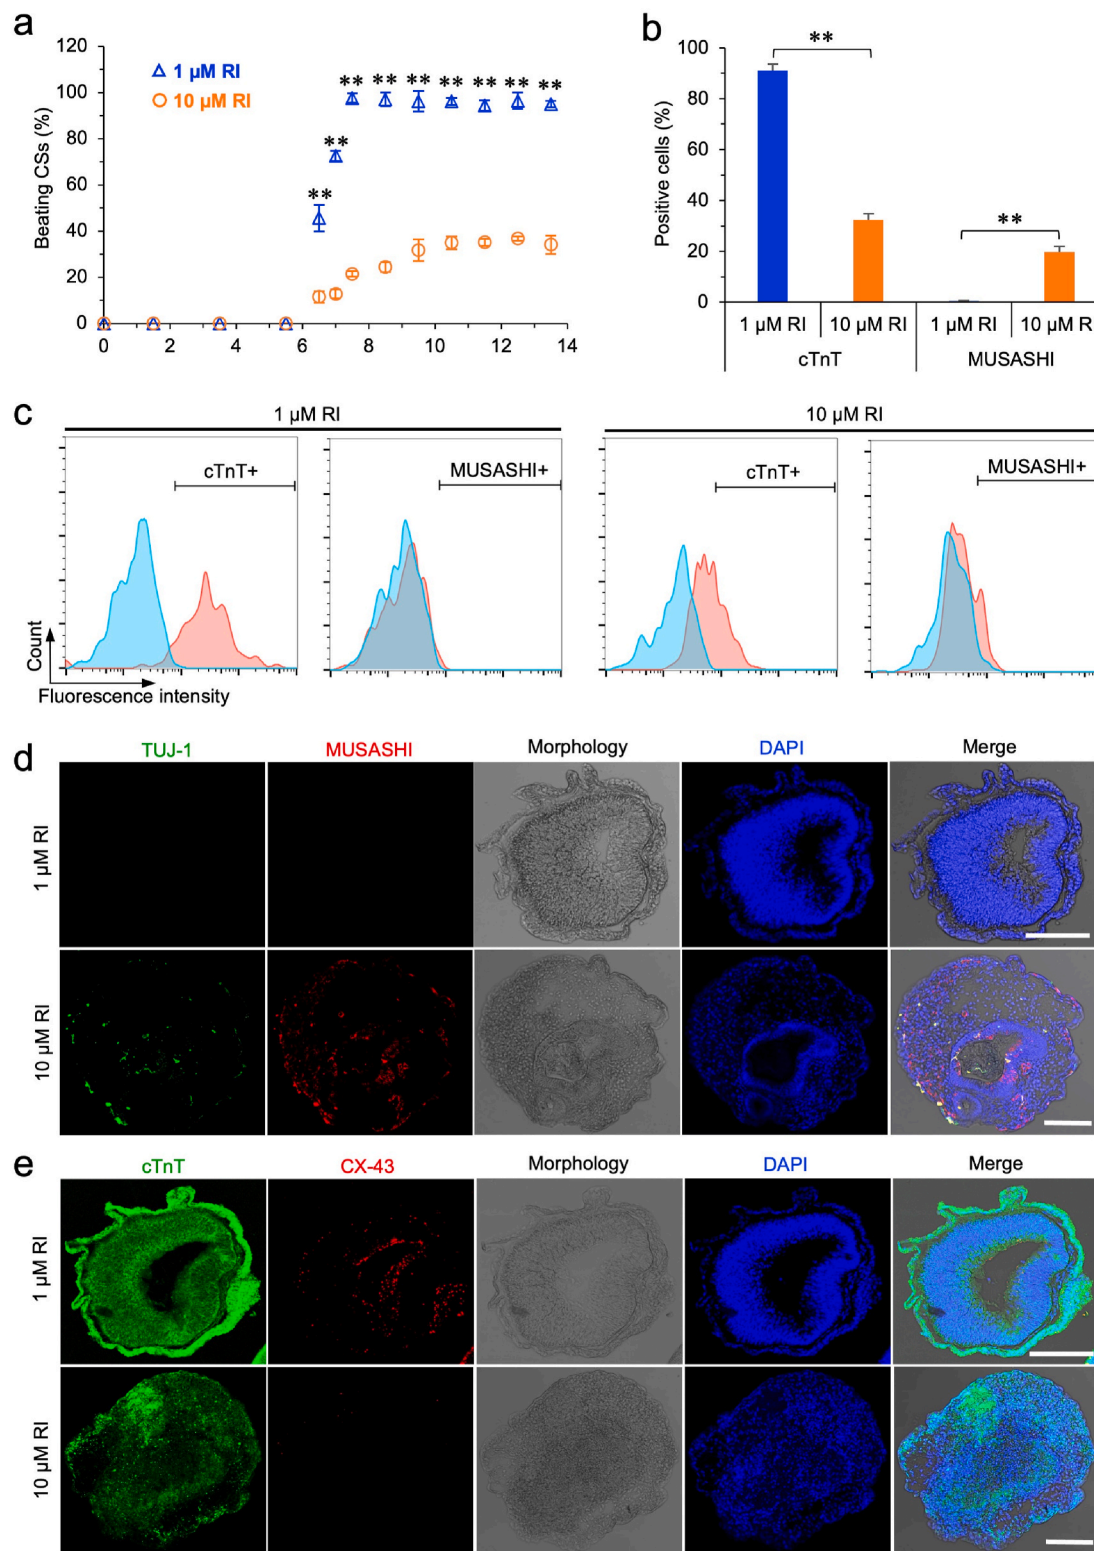 a
120
100
80
60
40
20
0
Beating CSs (%)
1 µM RI
10 µM RI
** ** ** ** ** ** ** ** **
0 2 4 6 8 10 12 14
b
100
80
60
40
20
0
Positive cells (%)
**
**
1 µM RI 10 µM RI 1 µM RI 10 µM R
cTnT MUSASHI
c
1 µM RI 10 µM RI
cTnT+ MUSASHI+ cTnT+ MUSASHI+
Count
Fluorescence intensity
d
TUJ-1 MUSASHI Morphology DAPI Merge
1 µM RI
10 µM RI
e
cTnT CX-43 Morphology DAPI Merge
1 µM RI
10 µM RI